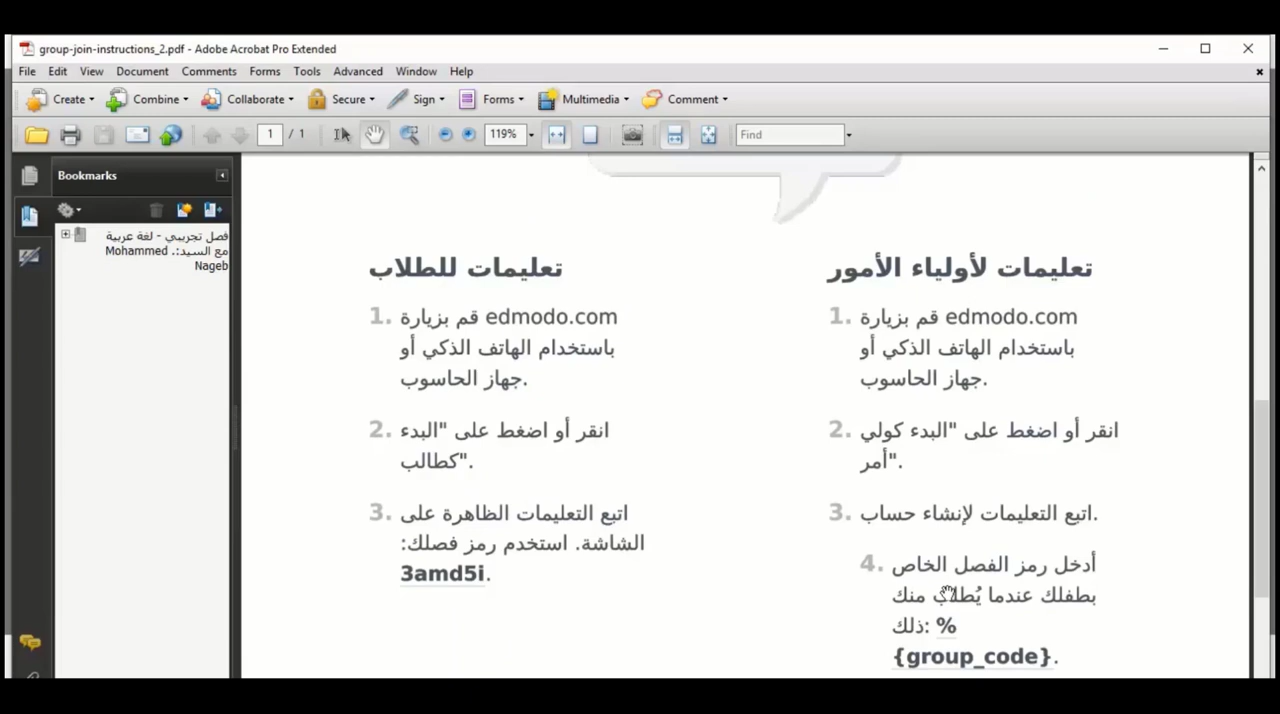 group-join-instructions_2.pdf - Adobe Acrobat Pro Extended
File Edit View Document Comments Forms Tools Advanced Window Help
Create Combine Collaborate Secure Sign Forms Multimedia Comment
1 / 1 119% Find
Bookmarks
فصل تجريبي - لغة عربية
مع السيد:. Mohammed
Nageb
تعليمات لأولياء الأمور
1. قم بزيارة edmodo.com
باستخدام الهاتف الذكي أو
جهاز الحاسوب.
2. انقر أو اضغط على "البدء كولي
أمر".
3. اتبع التعليمات لإنشاء حساب.
4. أدخل رمز الفصل الخاص
بطفلك عندما يُطلب منك
ذلك: %
{group_code}.
تعليمات للطلاب
1. قم بزيارة edmodo.com
باستخدام الهاتف الذكي أو
جهاز الحاسوب.
2. انقر أو اضغط على "البدء
كطالب".
3. اتبع التعليمات الظاهرة على
الشاشة. استخدم رمز فصلك:
3amd5i.